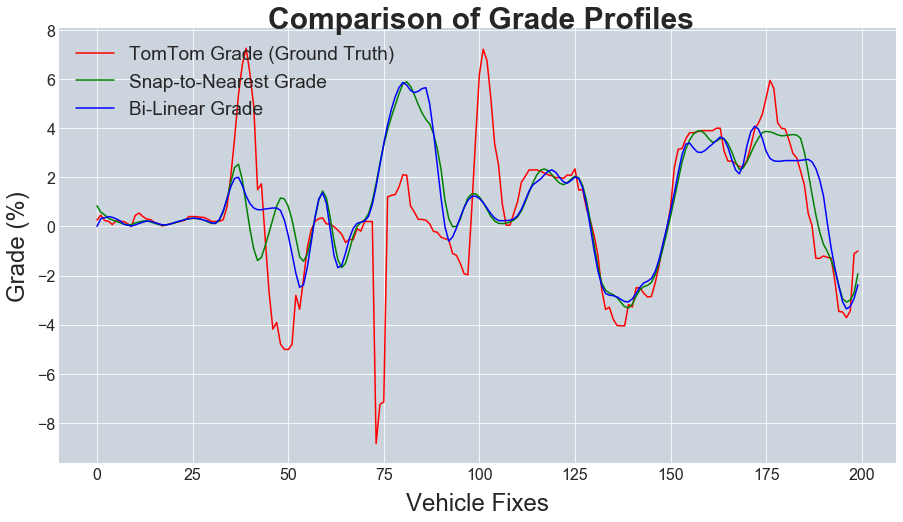 Comparison of Grade Profiles
TomTom Grade (Ground Truth)
Snap-to-Nearest Grade
Bi-Linear Grade
Grade (%)
8
6
4
2
0
−2
−4
−6
−8
0 25 50 75 100 125 150 175 200
Vehicle Fixes